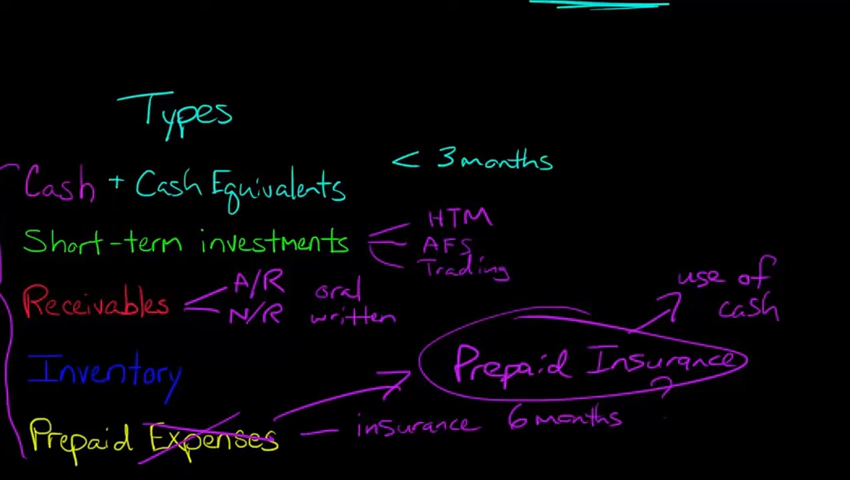 Types
< 3 months
Cash + Cash Equivalents
Short-term investments
HTM
AFS
Trading
Receivables
A/R oral
N/R written
use of
cash
Inventory
Prepaid Insurance
Prepaid Expenses
insurance 6 months